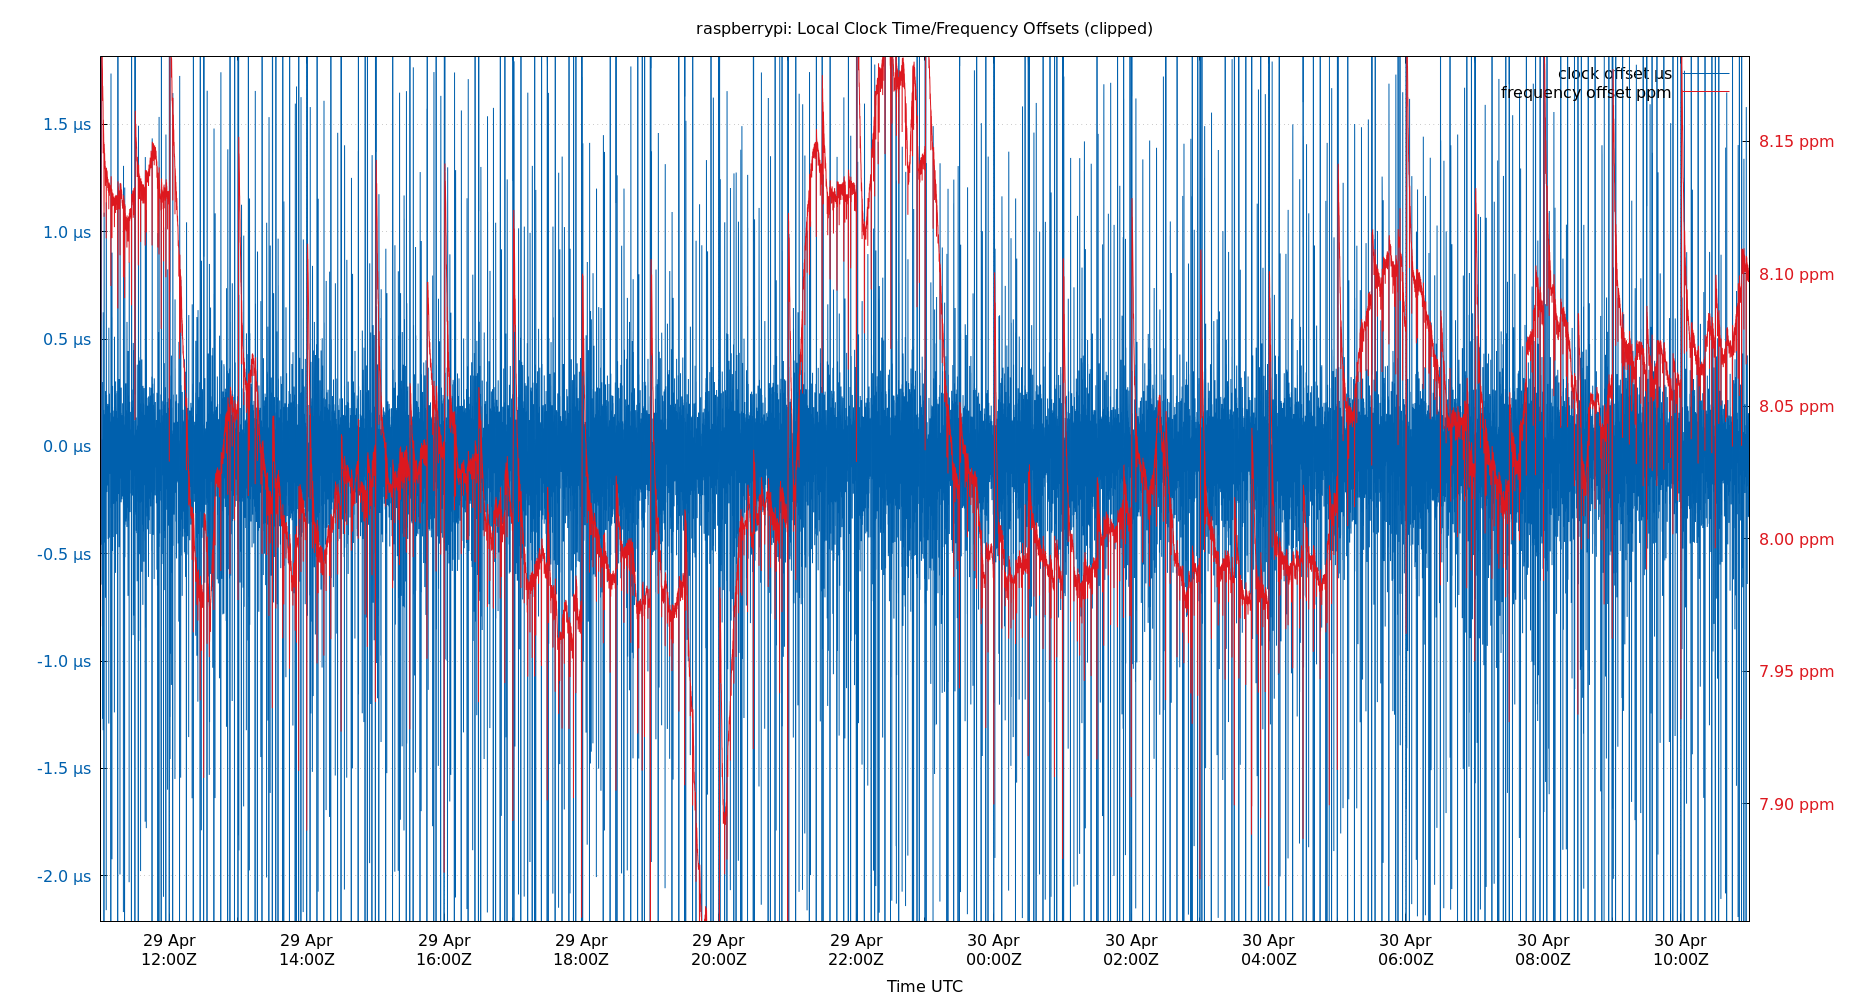 raspberrypi: Local Clock Time/Frequency Offsets (clipped)
clock offset µs
frequency offset ppm
1.5 µs
1.0 µs
0.5 µs
0.0 µs
-0.5 µs
-1.0 µs
-1.5 µs
-2.0 µs
8.15 ppm
8.10 ppm
8.05 ppm
8.00 ppm
7.95 ppm
7.90 ppm
29 Apr 29 Apr 29 Apr 29 Apr 29 Apr 29 Apr 30 Apr 30 Apr 30 Apr 30 Apr 30 Apr 30 Apr
12:00Z 14:00Z 16:00Z 18:00Z 20:00Z 22:00Z 00:00Z 02:00Z 04:00Z 06:00Z 08:00Z 10:00Z
Time UTC